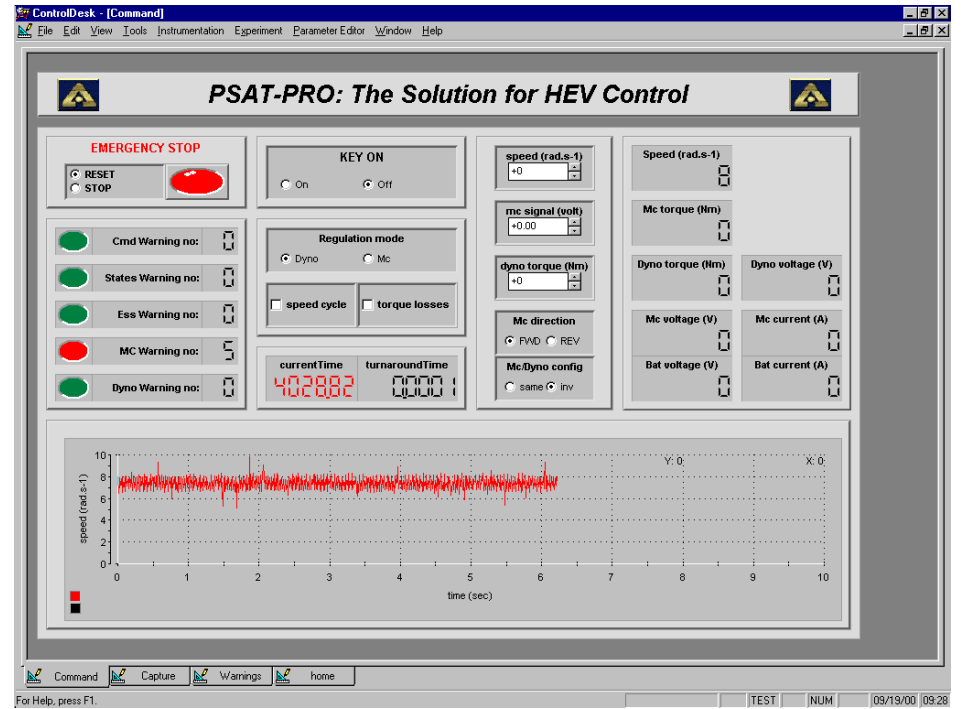 ControlDesk - [Command]
File Edit View Tools Instrumentation Experiment Parameter Editor Window Help
PSAT-PRO: The Solution for HEV Control
EMERGENCY STOP
RESET
STOP
KEY ON
On Off
speed (rad.s-1)
+0
Speed (rad.s-1)
8
mc signal (volt)
+0.00
Mc torque (Nm)
0
Cmd Warning no: 0
States Warning no: 0
Ess Warning no: 0
MC Warning no: 5
Dyno Warning no: 0
Regulation mode
Dyno Mc
speed cycle torque losses
dyno torque (Nm)
+0
Dyno torque (Nm) Dyno voltage (V)
0 0
Mc direction
FWD REV
Mc voltage (V) Mc current (A)
0 0
currentTime turnaroundTime
4028.82 0.0001
Mc/Dyno config
same inv
Bat voltage (V) Bat current (A)
0 0
Y: 0 X: 0
speed (rad.s-1)
10
8
6
4
2
0
0 1 2 3 4 5 6 7 8 9 10
time (sec)
Command Capture Warnings home
For Help, press F1. TEST NUM 09/19/00 09:28